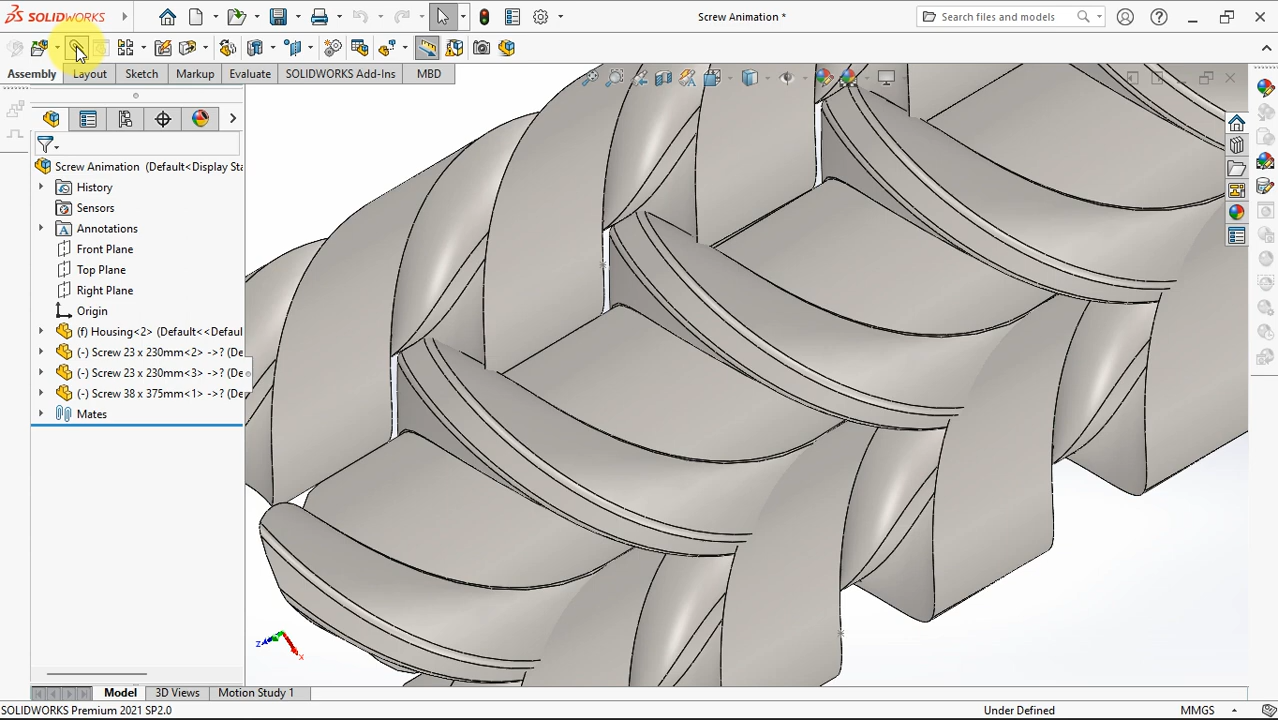 SOLIDWORKS
Screw Animation *
Search files and models
Assembly Layout Sketch Markup Evaluate SOLIDWORKS Add-Ins MBD
Screw Animation (Default<Display Sta
History
Sensors
Annotations
Front Plane
Top Plane
Right Plane
Origin
(f) Housing<2> (Default<<Defaul
(-) Screw 23 x 230mm<2> ->? (De
(-) Screw 23 x 230mm<3> ->? (De
(-) Screw 38 x 375mm<1> ->? (De
Mates
z
x
Model 3D Views Motion Study 1
SOLIDWORKS Premium 2021 SP2.0
Under Defined
MMGS